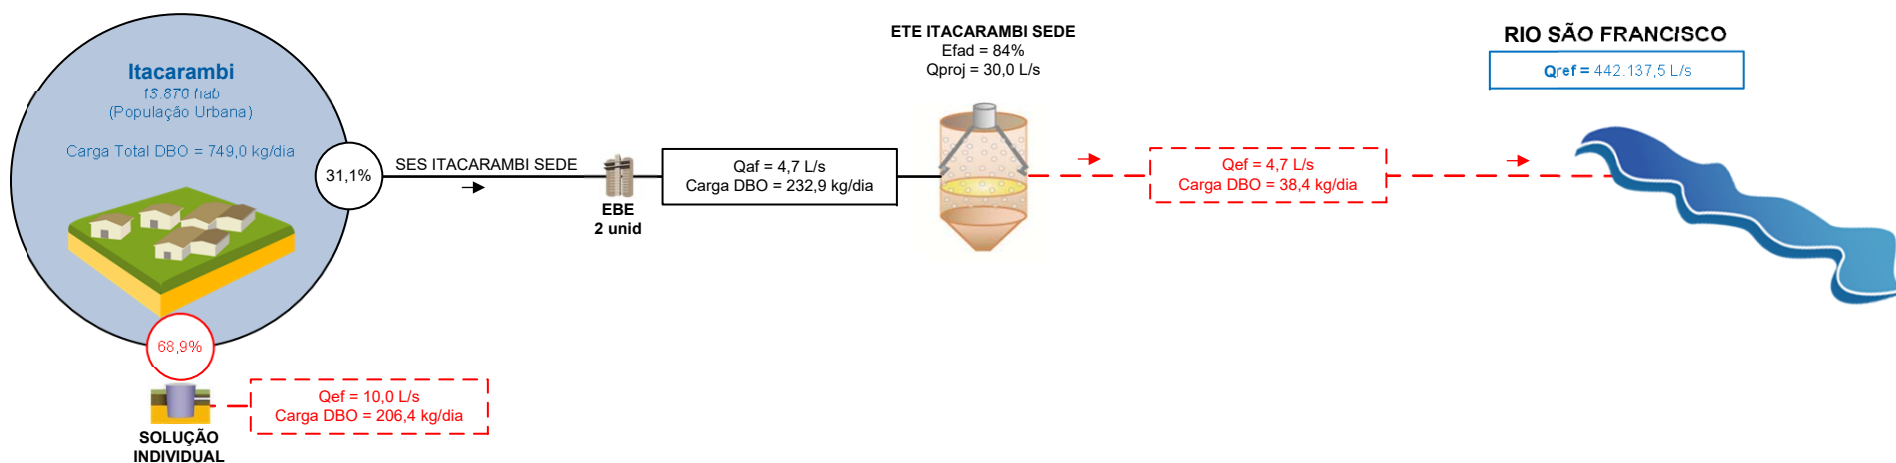 Itacarambi
13.870 hab
(População Urbana)
Carga Total DBO = 749,0 kg/dia
31,1%
68,9%
SOLUÇÃO
INDIVIDUAL
Qef = 10,0 L/s
Carga DBO = 206,4 kg/dia
SES ITACARAMBI SEDE
EBE
2 unid
Qaf = 4,7 L/s
Carga DBO = 232,9 kg/dia
ETE ITACARAMBI SEDE
Efad = 84%
Qproj = 30,0 L/s
Qef = 4,7 L/s
Carga DBO = 38,4 kg/dia
RIO SÃO FRANCISCO
Qref = 442.137,5 L/s